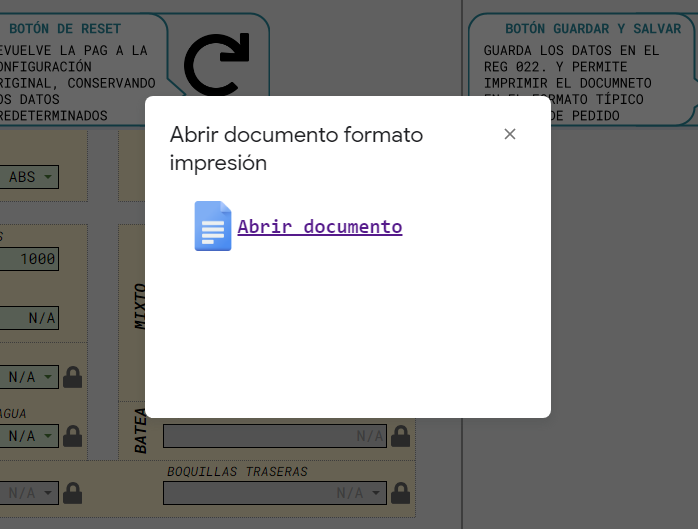 BOTÓN DE RESET
EVUELVE LA PAG A LA
ONFIGURACIÓN
RIGINAL, CONSERVANDO
OS DATOS
REDETERMINADOS
BOTÓN GUARDAR Y SALVAR
GUARDA LOS DATOS EN EL
REG 022. Y PERMITE
IMPRIMIR EL DOCUMNETO
EN EL FORMATO TÍPICO
DE PEDIDO
Abrir documento formato
impresión
Abrir documento
ABS
S
1000
N/A
MIXTO
N/A
AGUA
N/A
BATEA
N/A
BOQUILLAS TRASERAS
N/A
N/A